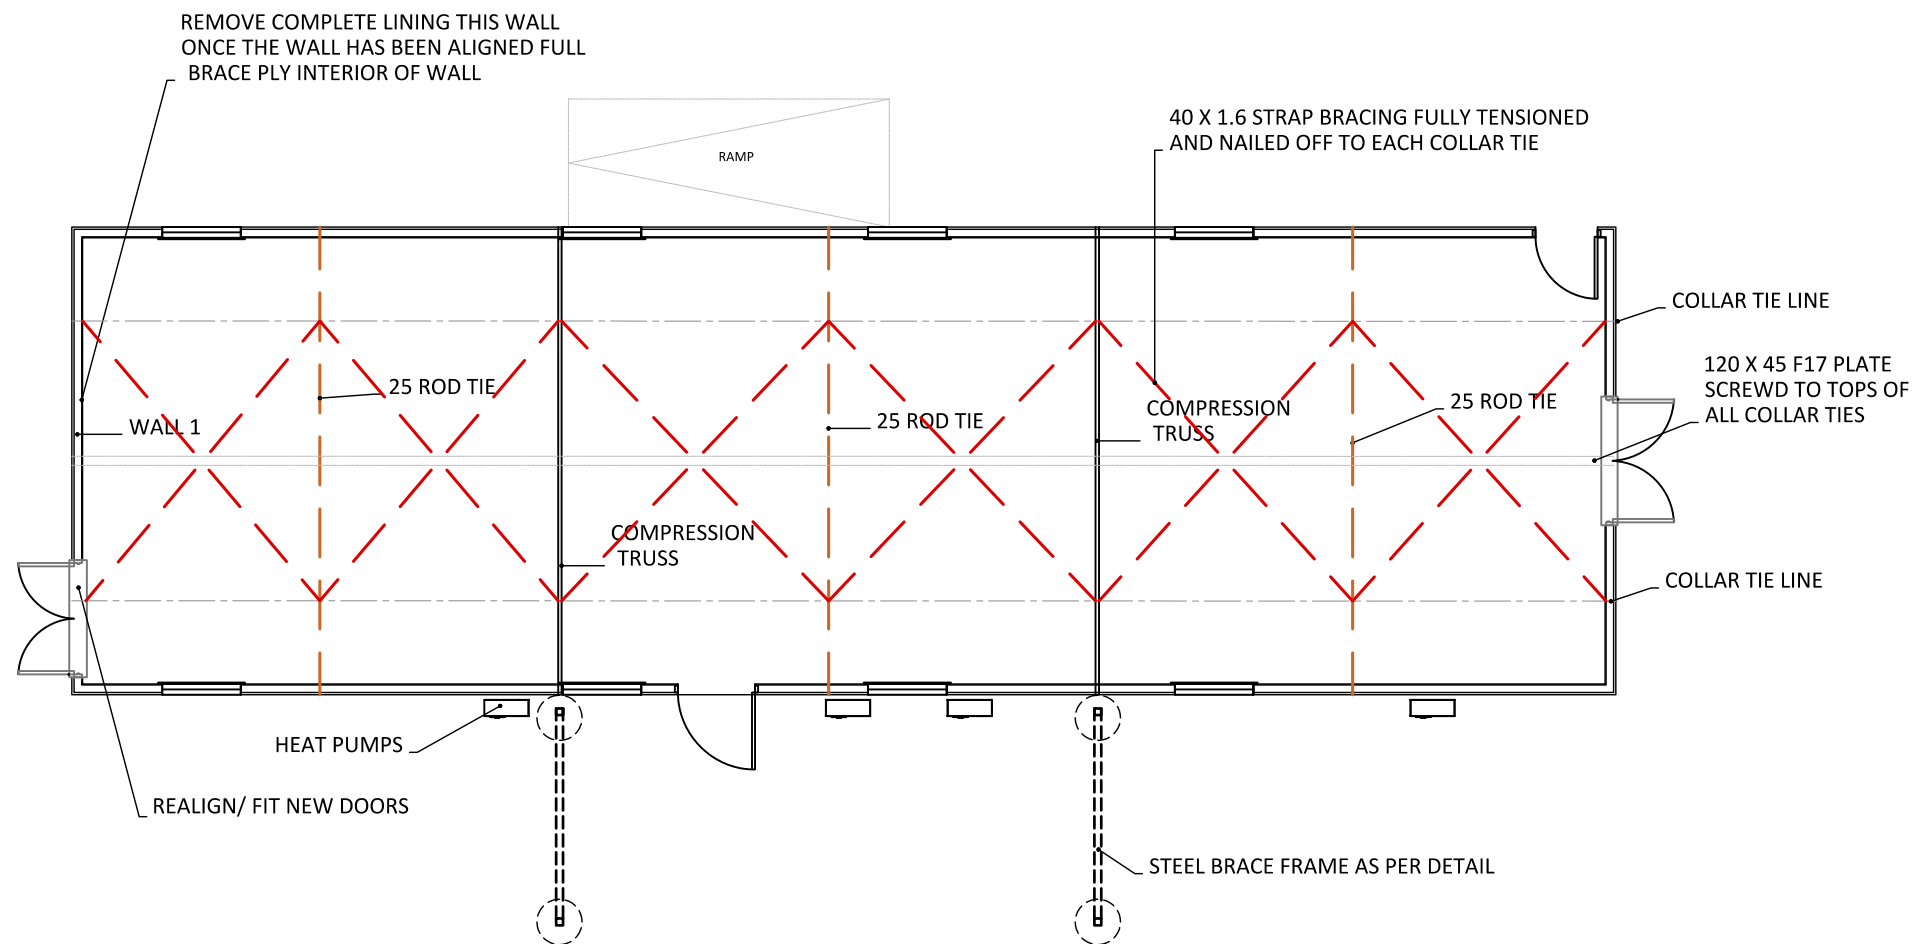 REMOVE COMPLETE LINING THIS WALL
ONCE THE WALL HAS BEEN ALIGNED FULL
BRACE PLY INTERIOR OF WALL
40 X 1.6 STRAP BRACING FULLY TENSIONED
AND NAILED OFF TO EACH COLLAR TIE
RAMP
COLLAR TIE LINE
120 X 45 F17 PLATE
SCREWD TO TOPS OF
ALL COLLAR TIES
25 ROD TIE
25 ROD TIE
COMPRESSION
TRUSS
25 ROD TIE
WALL 1
COMPRESSION
TRUSS
COLLAR TIE LINE
HEAT PUMPS
REALIGN/ FIT NEW DOORS
STEEL BRACE FRAME AS PER DETAIL